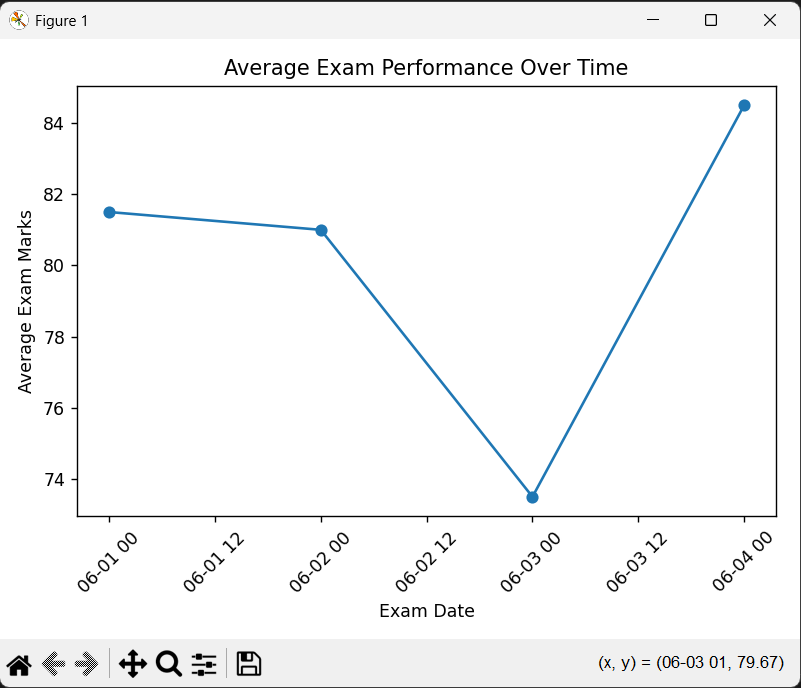 Figure 1
Average Exam Performance Over Time
84
82
80
78
76
74
Average Exam Marks
06-01 00
06-01 12
06-02 00
06-02 12
06-03 00
06-03 12
06-04 00
Exam Date
(x, y) = (06-03 01, 79.67)